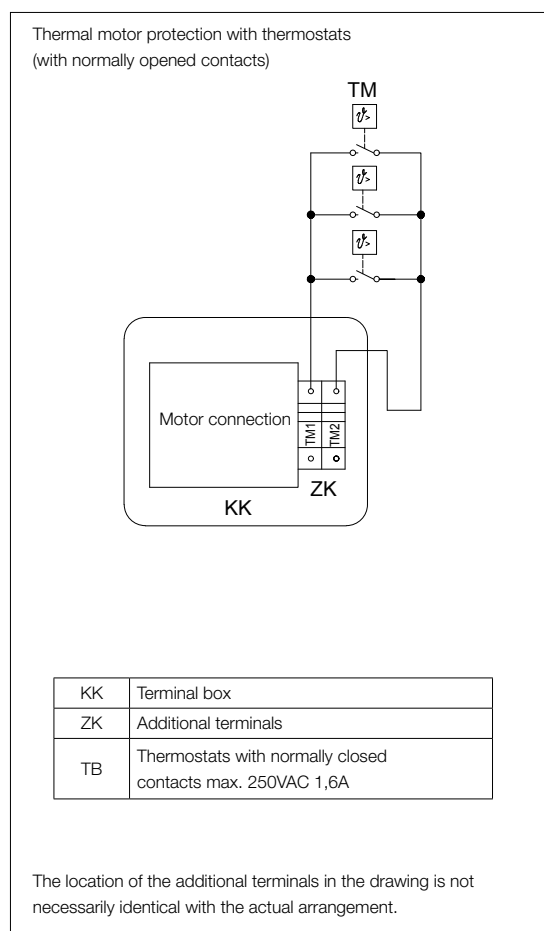 Thermal motor protection with thermostats
(with normally opened contacts)
TM
ϑ>
ϑ>
ϑ>
Motor connection
TM1
TM2
ZK
KK
KK Terminal box
ZK Additional terminals
TB Thermostats with normally closed
contacts max. 250VAC 1,6A
The location of the additional terminals in the drawing is not
necessarily identical with the actual arrangement.